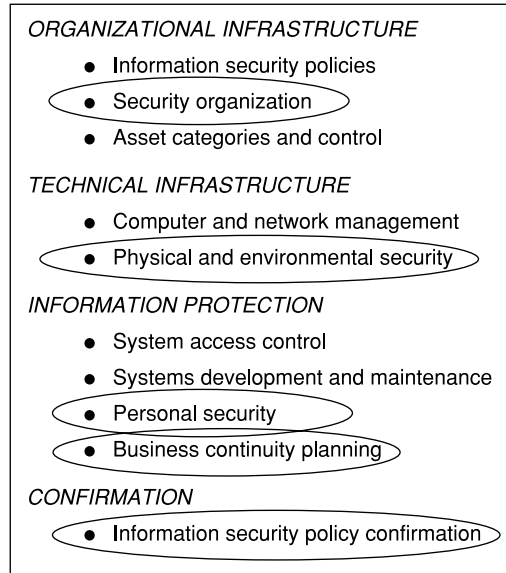 ORGANIZATIONAL INFRASTRUCTURE
● Information security policies
● Security organization
● Asset categories and control
TECHNICAL INFRASTRUCTURE
● Computer and network management
● Physical and environmental security
INFORMATION PROTECTION
● System access control
● Systems development and maintenance
● Personal security
● Business continuity planning
CONFIRMATION
● Information security policy confirmation